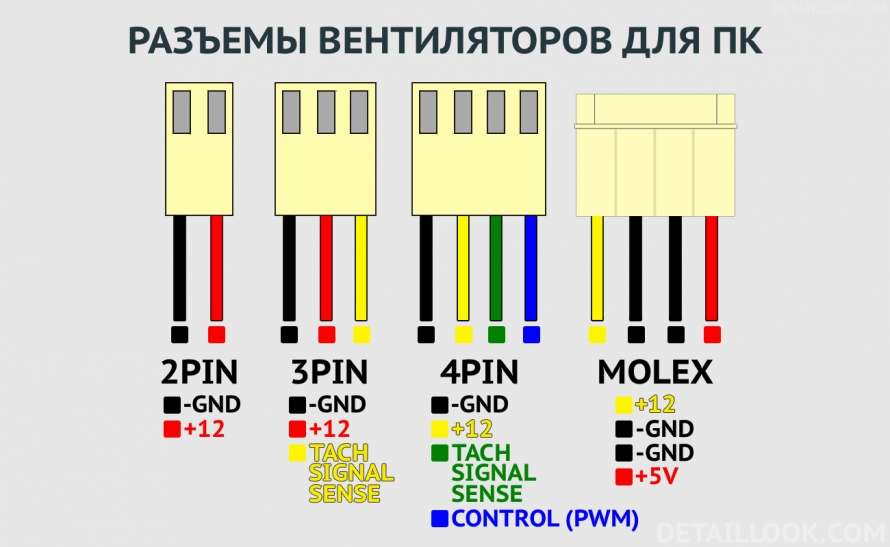 DETAILLOOK.COM
РАЗЪЕМЫ ВЕНТИЛЯТОРОВ ДЛЯ ПК
2PIN
-GND
+12
3PIN
-GND
+12
TACH
SIGNAL
SENSE
4PIN
-GND
+12
TACH
SIGNAL
SENSE
CONTROL (PWM)
MOLEX
+12
-GND
-GND
+5V
DETAILLOOK.COM